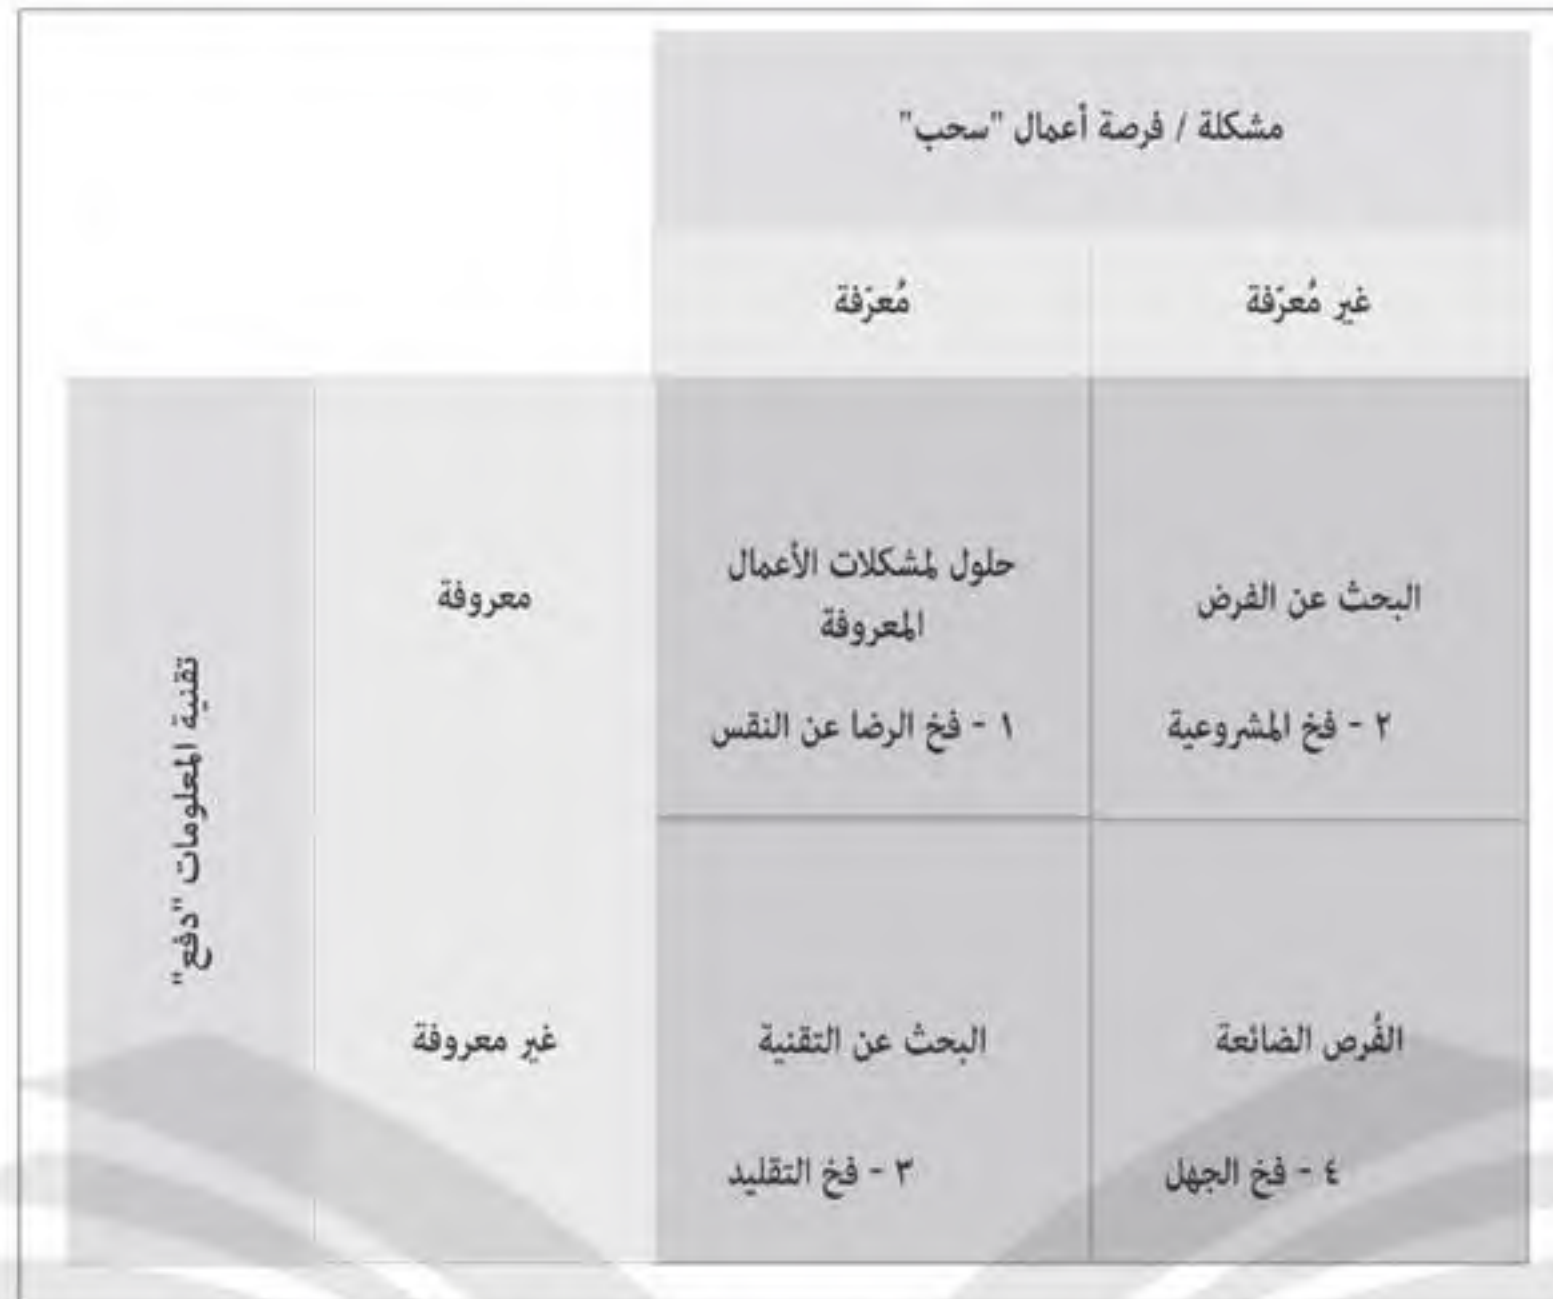 مشكلة / فرصة أعمال "سحب"
غير مُعرّفة
مُعرّفة
تقنية المعلومات "دفع"
معروفة
حلول لمشكلات الأعمال
المعروفة
١ - فخ الرضا عن النقس
البحث عن الفرض
٢ - فخ المشروعية
غير معروفة
البحث عن التقنية
٣ - فخ التقليد
الفُرص الضائعة
٤ - فخ الجهل